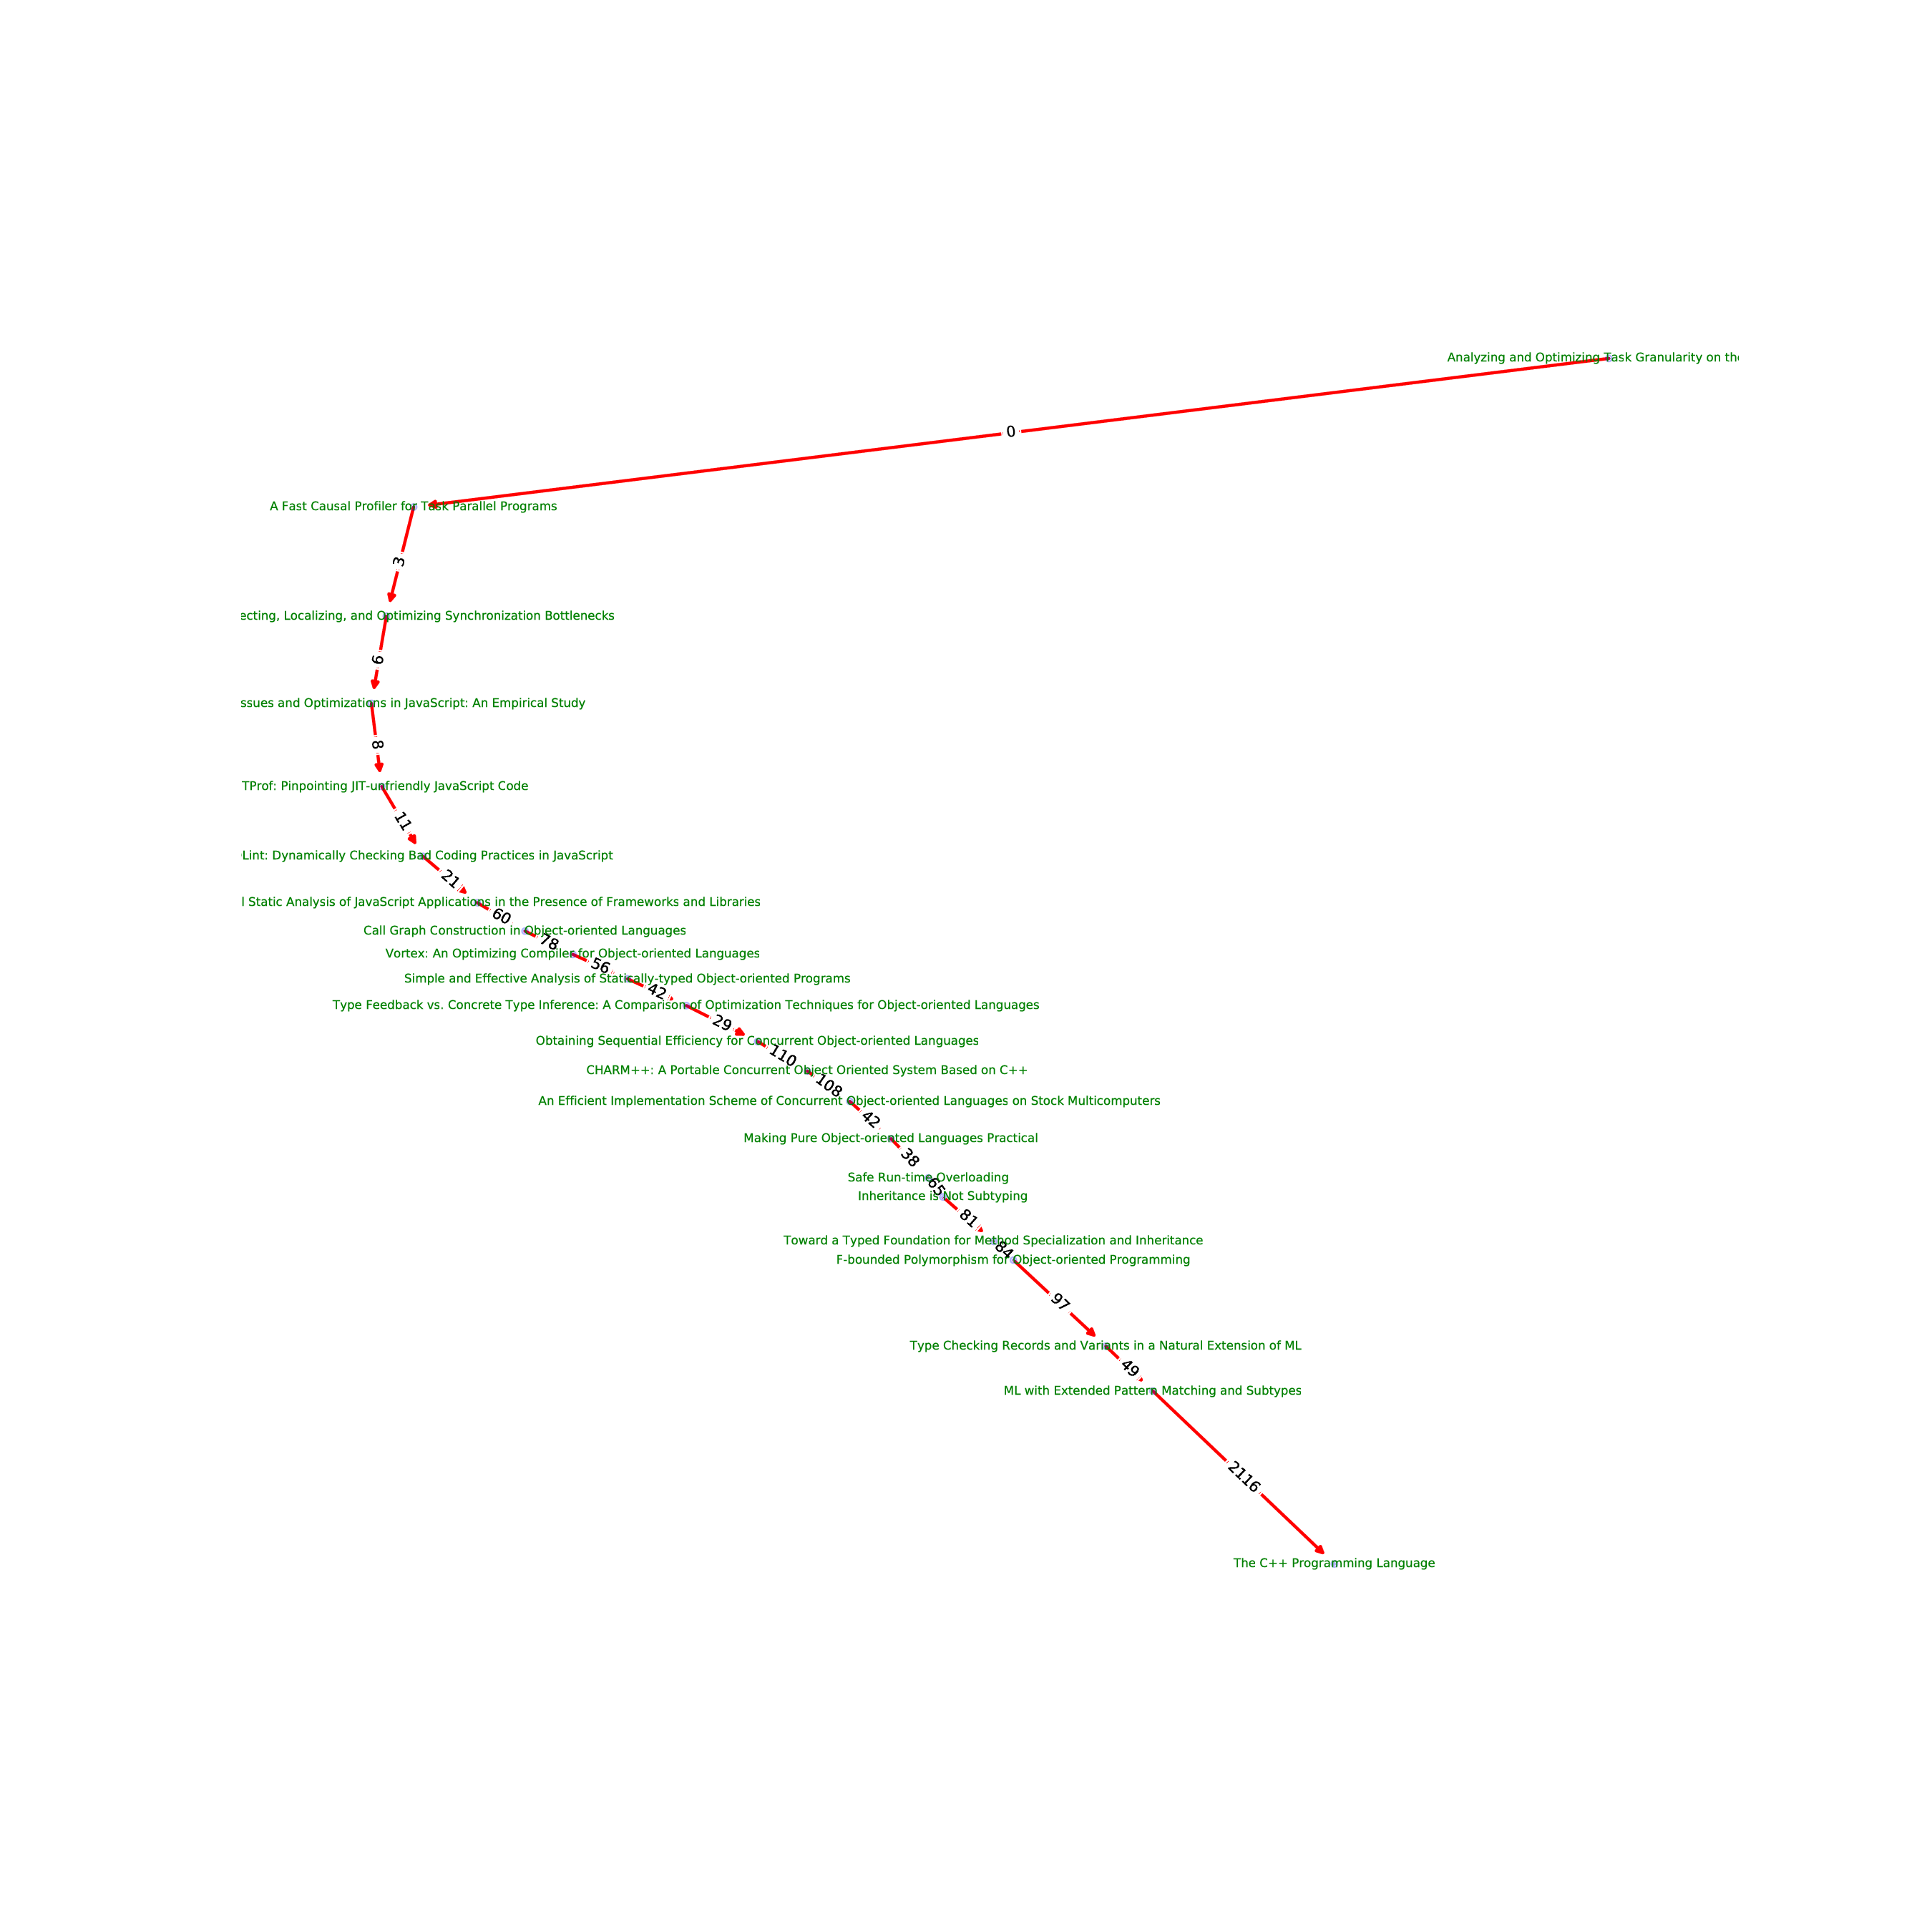 Analyzing and Optimizing Task Granularity on the
0
A Fast Causal Profiler for Task Parallel Programs
3
ecting, Localizing, and Optimizing Synchronization Bottlenecks
6
ssues and Optimizations in JavaScript: An Empirical Study
8
TProf: Pinpointing JIT-unfriendly JavaScript Code
11
Lint: Dynamically Checking Bad Coding Practices in JavaScript
21
l Static Analysis of JavaScript Applications in the Presence of Frameworks and Libraries
60
Call Graph Construction in Object-oriented Languages
78
Vortex: An Optimizing Compiler for Object-oriented Languages
56
Simple and Effective Analysis of Statically-typed Object-oriented Programs
42
Type Feedback vs. Concrete Type Inference: A Comparison of Optimization Techniques for Object-oriented Languages
29
Obtaining Sequential Efficiency for Concurrent Object-oriented Languages
110
CHARM++: A Portable Concurrent Object Oriented System Based on C++
108
An Efficient Implementation Scheme of Concurrent Object-oriented Languages on Stock Multicomputers
42
Making Pure Object-oriented Languages Practical
38
Safe Run-time Overloading
65
Inheritance is Not Subtyping
81
Toward a Typed Foundation for Method Specialization and Inheritance
84
F-bounded Polymorphism for Object-oriented Programming
97
Type Checking Records and Variants in a Natural Extension of ML
49
ML with Extended Pattern Matching and Subtypes
2116
The C++ Programming Language